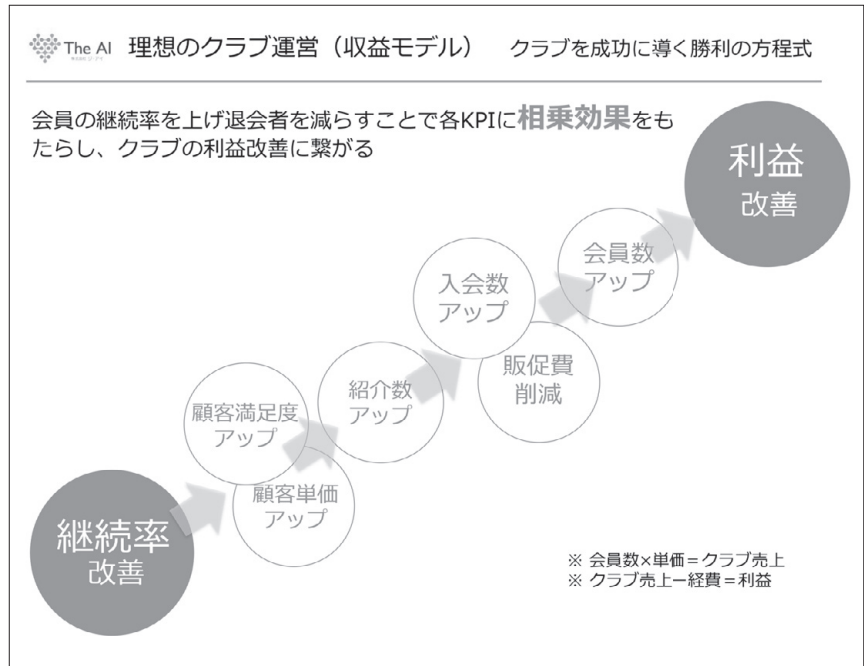 The AI 理想のクラブ運営（収益モデル） クラブを成功に導く勝利の方程式
会員の継続率を上げ退会者を減らすことで各KPIに相乗効果をも
たらし、クラブの利益改善に繋がる
利益
改善
会員数
アップ
入会数
アップ
販促費
削減
紹介数
アップ
顧客満足度
アップ
顧客単価
アップ
継続率
改善
※ 会員数×単価＝クラブ売上
※ クラブ売上ー経費＝利益